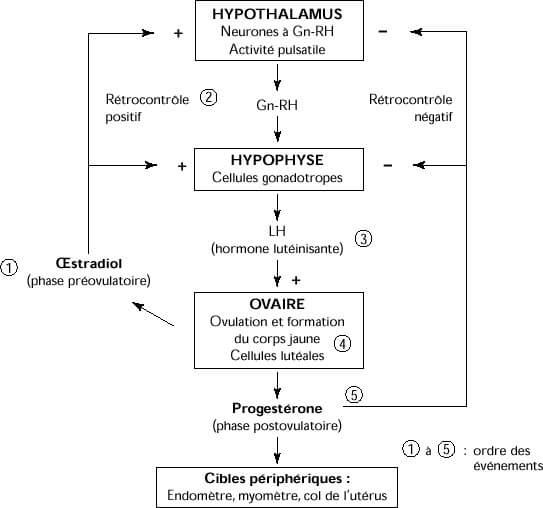 HYPOTHALAMUS
Neurones à Gn-RH
Activité pulsatile
+
-
Rétrocontrôle
positif
2
Gn-RH
Rétrocontrôle
négatif
+
HYPOPHYSE
Cellules gonadotropes
-
LH
(hormone lutéinisante)
3
1
Œstradiol
(phase préovulatoire)
+
OVAIRE
Ovulation et formation
du corps jaune
Cellules lutéales
4
5
Progestérone
(phase postovulatoire)
1 à 5 : ordre des
événements
Cibles périphériques :
Endomètre, myomètre, col de l'utérus